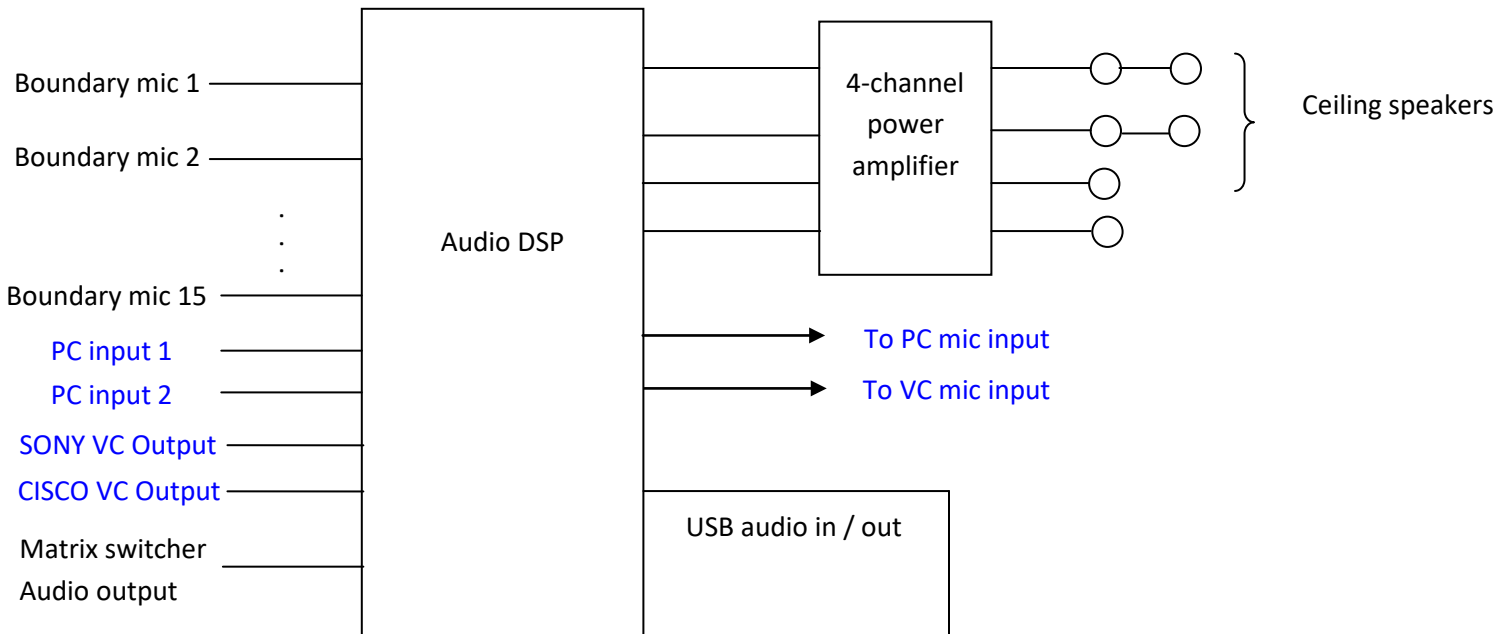 Boundary mic 1
Boundary mic 2
.
.
.
Boundary mic 15
PC input 1
PC input 2
SONY VC Output
CISCO VC Output
Matrix switcher
Audio output
Audio DSP
4-channel
power
amplifier
Ceiling speakers
To PC mic input
To VC mic input
USB audio in / out